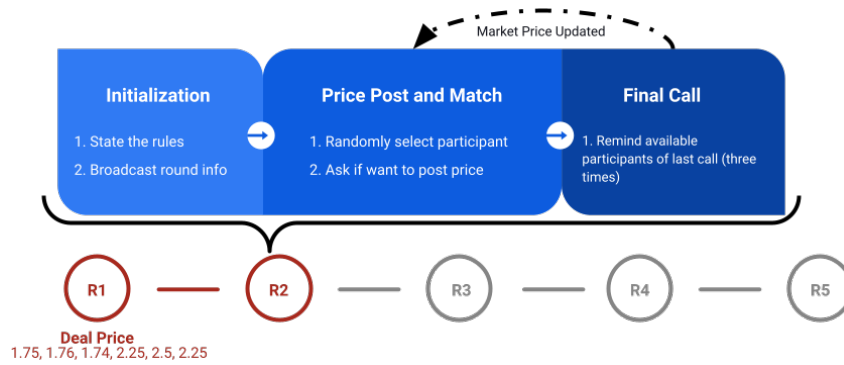 Market Price Updated
Initialization
1. State the rules
2. Broadcast round info
Price Post and Match
1. Randomly select participant
2. Ask if want to post price
Final Call
1. Remind available
participants of last call (three
times)
R1
R2
R3
R4
R5
Deal Price
1.75, 1.76, 1.74, 2.25, 2.5, 2.25